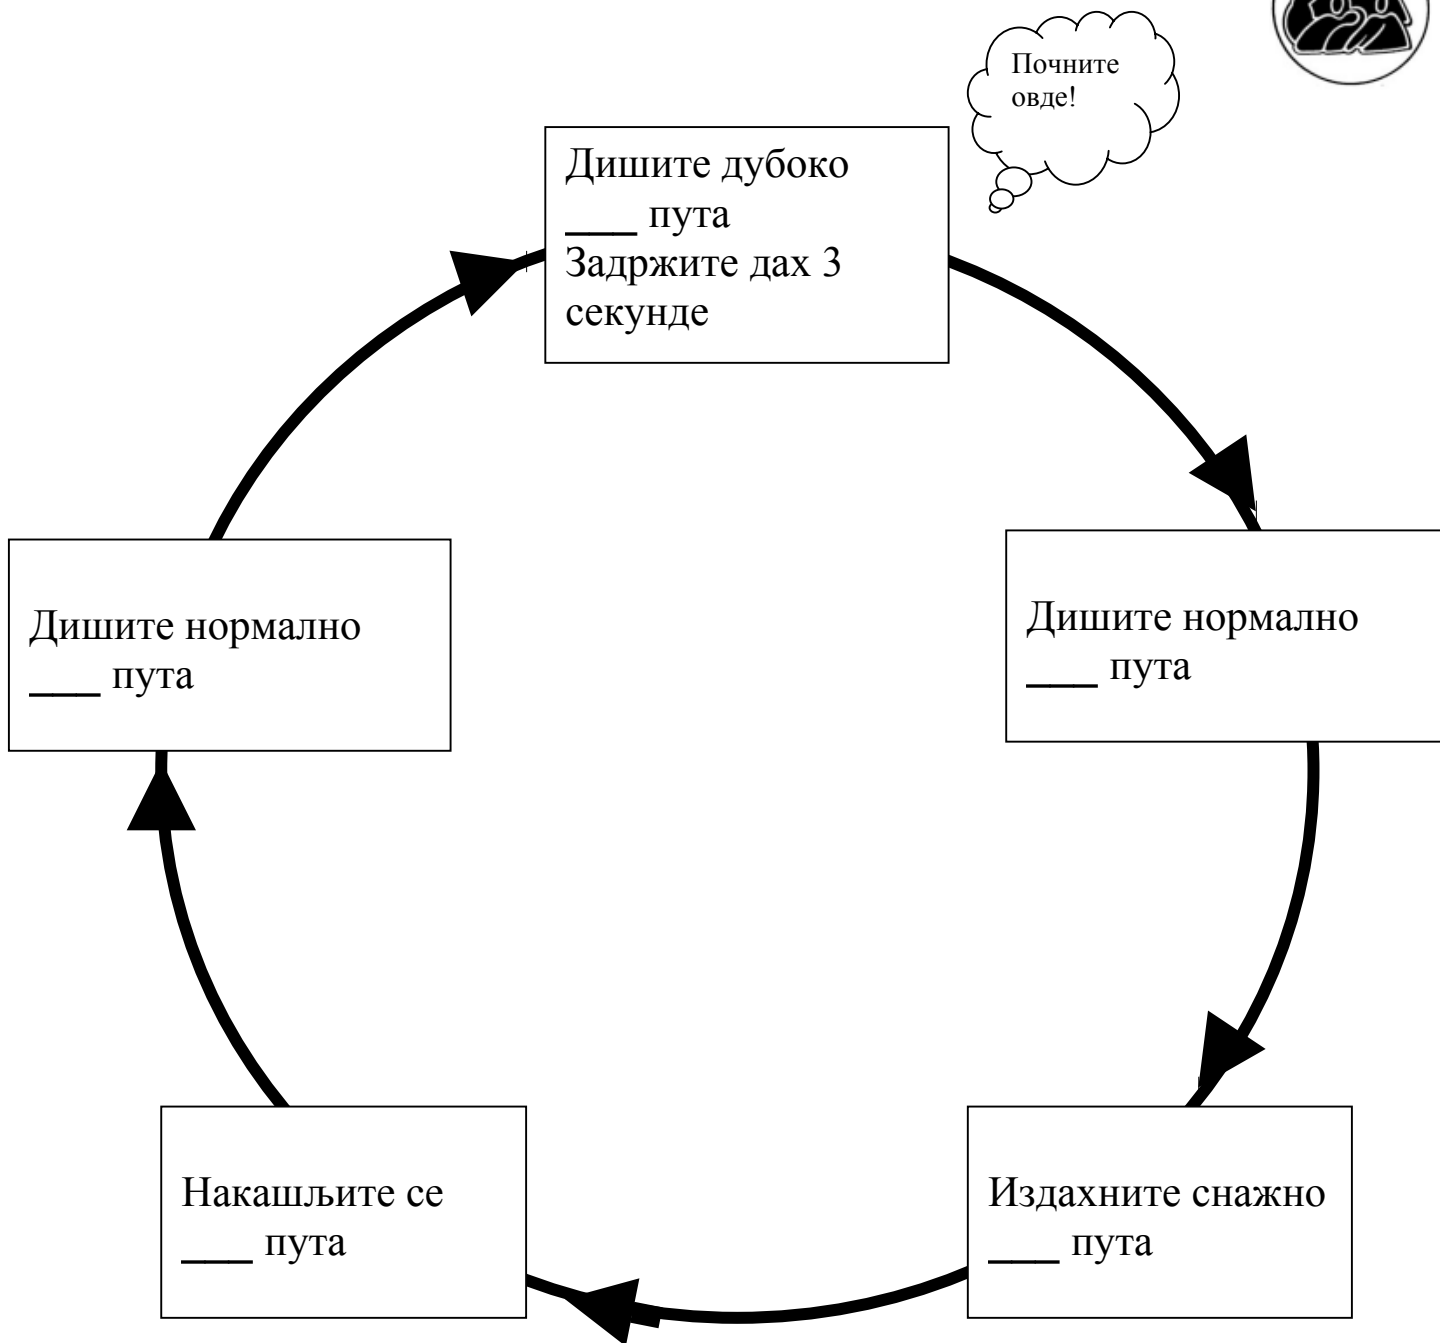 Почните
овде!
Дишите дубоко
___ пута
Задржите дах 3
секунде
Дишите нормално
___ пута
Издахните снажно
___ пута
Накашљите се
___ пута
Дишите нормално
___ пута